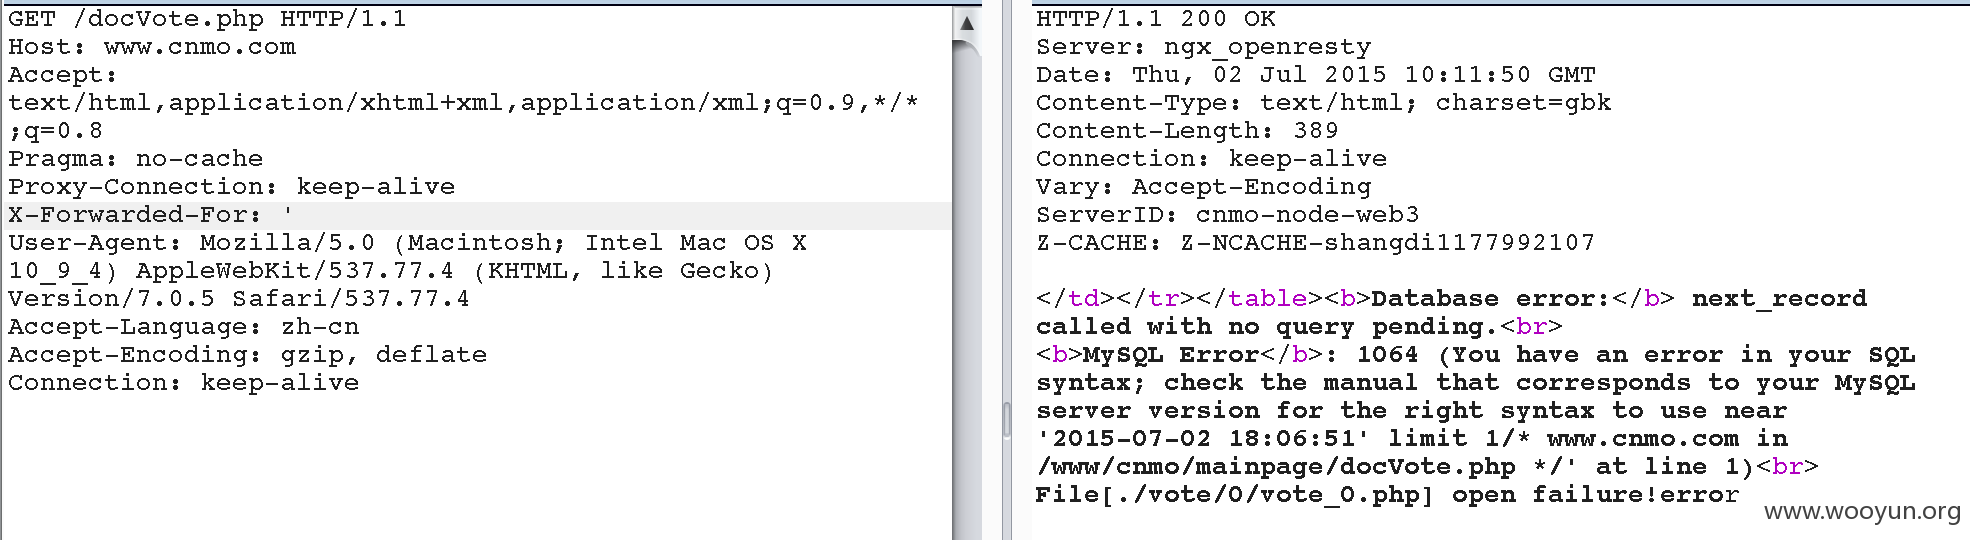 GET /docVote.php HTTP/1.1
Host: www.cnmo.com
Accept:
text/html,application/xhtml+xml,application/xml;q=0.9,*/*
;q=0.8
Pragma: no-cache
Proxy-Connection: keep-alive
X-Forwarded-For: '
User-Agent: Mozilla/5.0 (Macintosh; Intel Mac OS X
10_9_4) AppleWebKit/537.77.4 (KHTML, like Gecko)
Version/7.0.5 Safari/537.77.4
Accept-Language: zh-cn
Accept-Encoding: gzip, deflate
Connection: keep-alive
HTTP/1.1 200 OK
Server: ngx_openresty
Date: Thu, 02 Jul 2015 10:11:50 GMT
Content-Type: text/html; charset=gbk
Content-Length: 389
Connection: keep-alive
Vary: Accept-Encoding
ServerID: cnmo-node-web3
Z-CACHE: Z-NCACHE-shangdi1177992107
</td></tr></table><b>Database error:</b> next_record
called with no query pending.<br>
<b>MySQL Error</b>: 1064 (You have an error in your SQL
syntax; check the manual that corresponds to your MySQL
server version for the right syntax to use near
'2015-07-02 18:06:51' limit 1/* www.cnmo.com in
/www/cnmo/mainpage/docVote.php */' at line 1)<br>
File[./vote/0/vote_0.php] open failure!error
www.wooyun.org